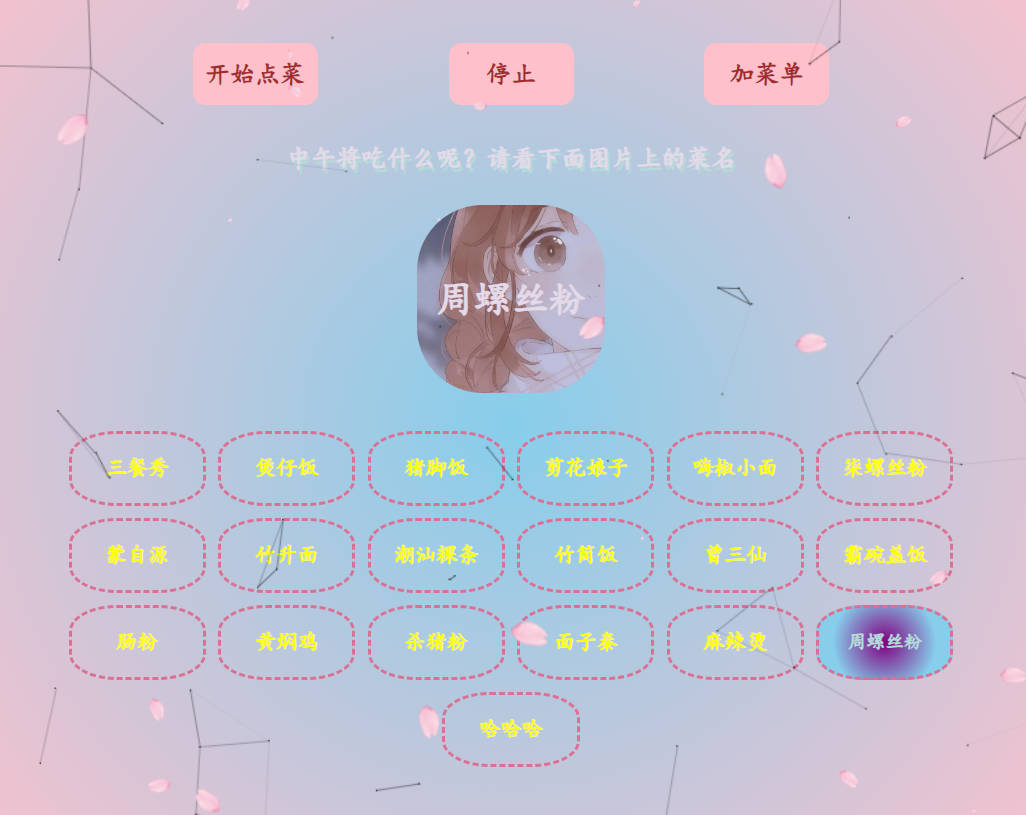 开始点菜 停止 加菜单
中午将吃什么呢？请看下面图片上的菜名
周螺丝粉
三餐秀 煲仔饭 猪脚饭 剪花娘子 嗨椒小面 柒螺丝粉
蒙自源 竹升面 潮汕粿条 竹筒饭 曾三仙 霸碗盖饭
肠粉 黄焖鸡 杀猪粉 面子秦 麻辣烫 周螺丝粉
哈哈哈